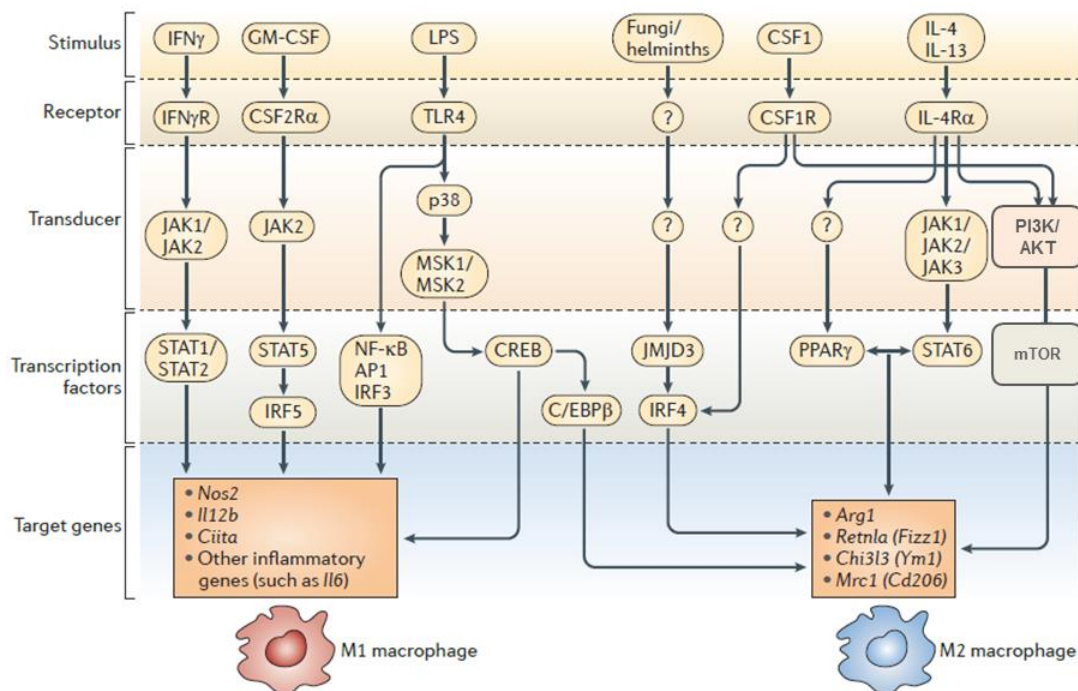 Stimulus
IFNγ
GM-CSF
LPS
Fungi/
helminths
CSF1
IL-4
IL-13
Receptor
IFNγR
CSF2Rα
TLR4
?
CSF1R
IL-4Rα
Transducer
JAK1/
JAK2
JAK2
p38
MSK1/
MSK2
?
?
?
JAK1/
JAK2/
JAK3
PI3K/
AKT
Transcription
factors
STAT1/
STAT2
STAT5
IRF5
NF-κB
AP1
IRF3
CREB
C/EBPβ
JMJD3
IRF4
PPARγ
STAT6
mTOR
Target genes
• Nos2
• Il12b
• Ciita
• Other inflammatory
genes (such as Il6)
• Arg1
• Retnla (Fizz1)
• Chi3l3 (Ym1)
• Mrc1 (Cd206)
M1 macrophage
M2 macrophage